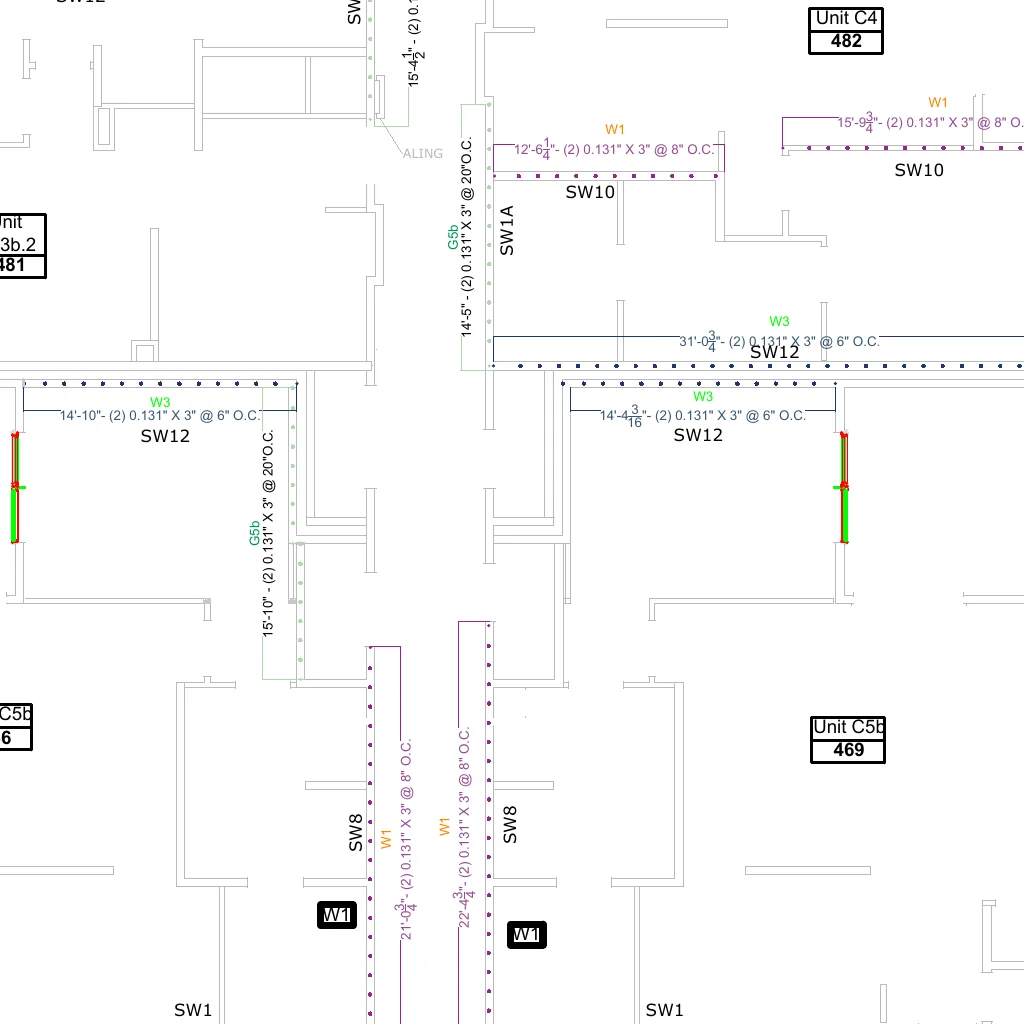 SW12
SW
15'-4 1/2" - (2) 0.1
Unit C4
482
W1
15'-9 3/4"- (2) 0.131" X 3" @ 8" O.
SW10
W1
12'-6 1/4"- (2) 0.131" X 3" @ 8" O.C.
SW10
ALING
G5b
14'-5" - (2) 0.131" X 3" @ 20"O.C.
SW1A
Unit
3b.2
481
W3
31'-0 3/4"- (2) 0.131" X 3" @ 6" O.C.
SW12
W3
14'-10"- (2) 0.131" X 3" @ 6" O.C.
SW12
W3
14'-4 3/16"- (2) 0.131" X 3" @ 6" O.C.
SW12
G5b
15'-10" - (2) 0.131" X 3" @ 20"O.C.
C5b
6
Unit C5b
469
SW8
W1
21'-0 3/4"- (2) 0.131" X 3" @ 8" O.C.
W1
22'-4 3/4"- (2) 0.131" X 3" @ 8" O.C.
SW8
W1
W1
SW1
SW1